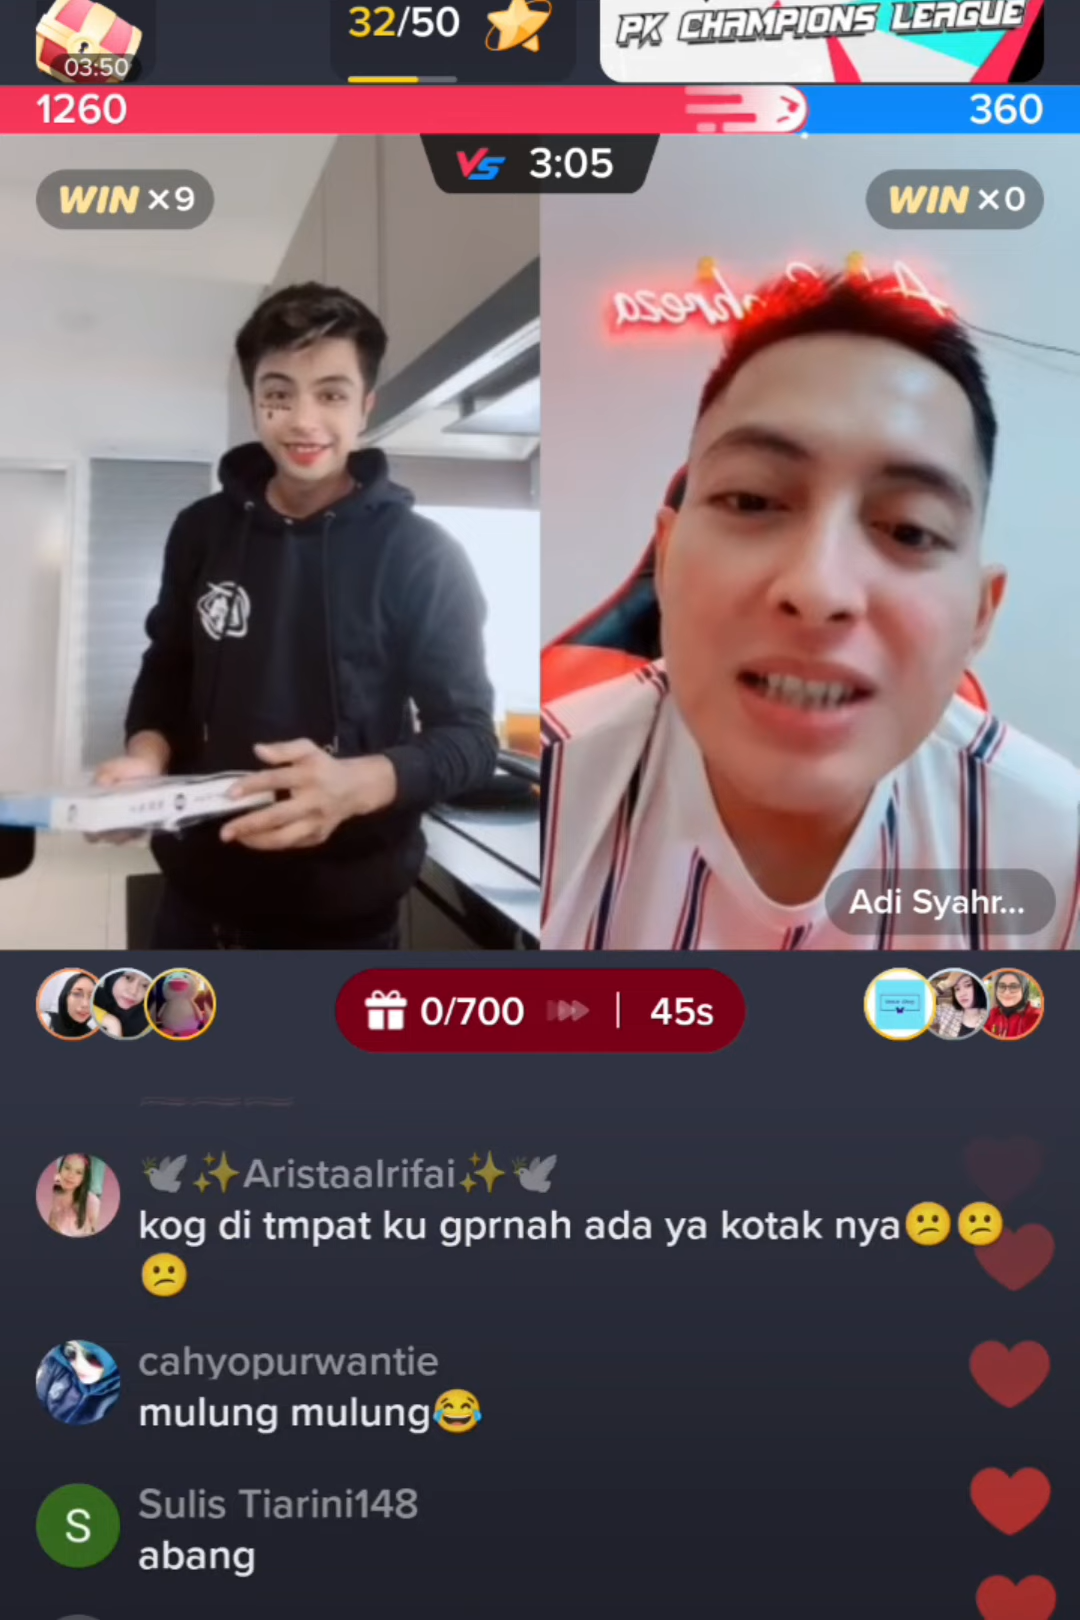 03:50
32/50
PK CHAMPIONS LEAGUE
1260
360
VS 3:05
WIN ×9
WIN ×0
Adi Syahr...
0/700 | 45s
🕊️✨AristaaIrifai✨🕊️
kog di tmpat ku gprnah ada ya kotak nya😕😕
😕
cahyopurwantie
mulung mulung😂
S
Sulis Tiarini148
abang